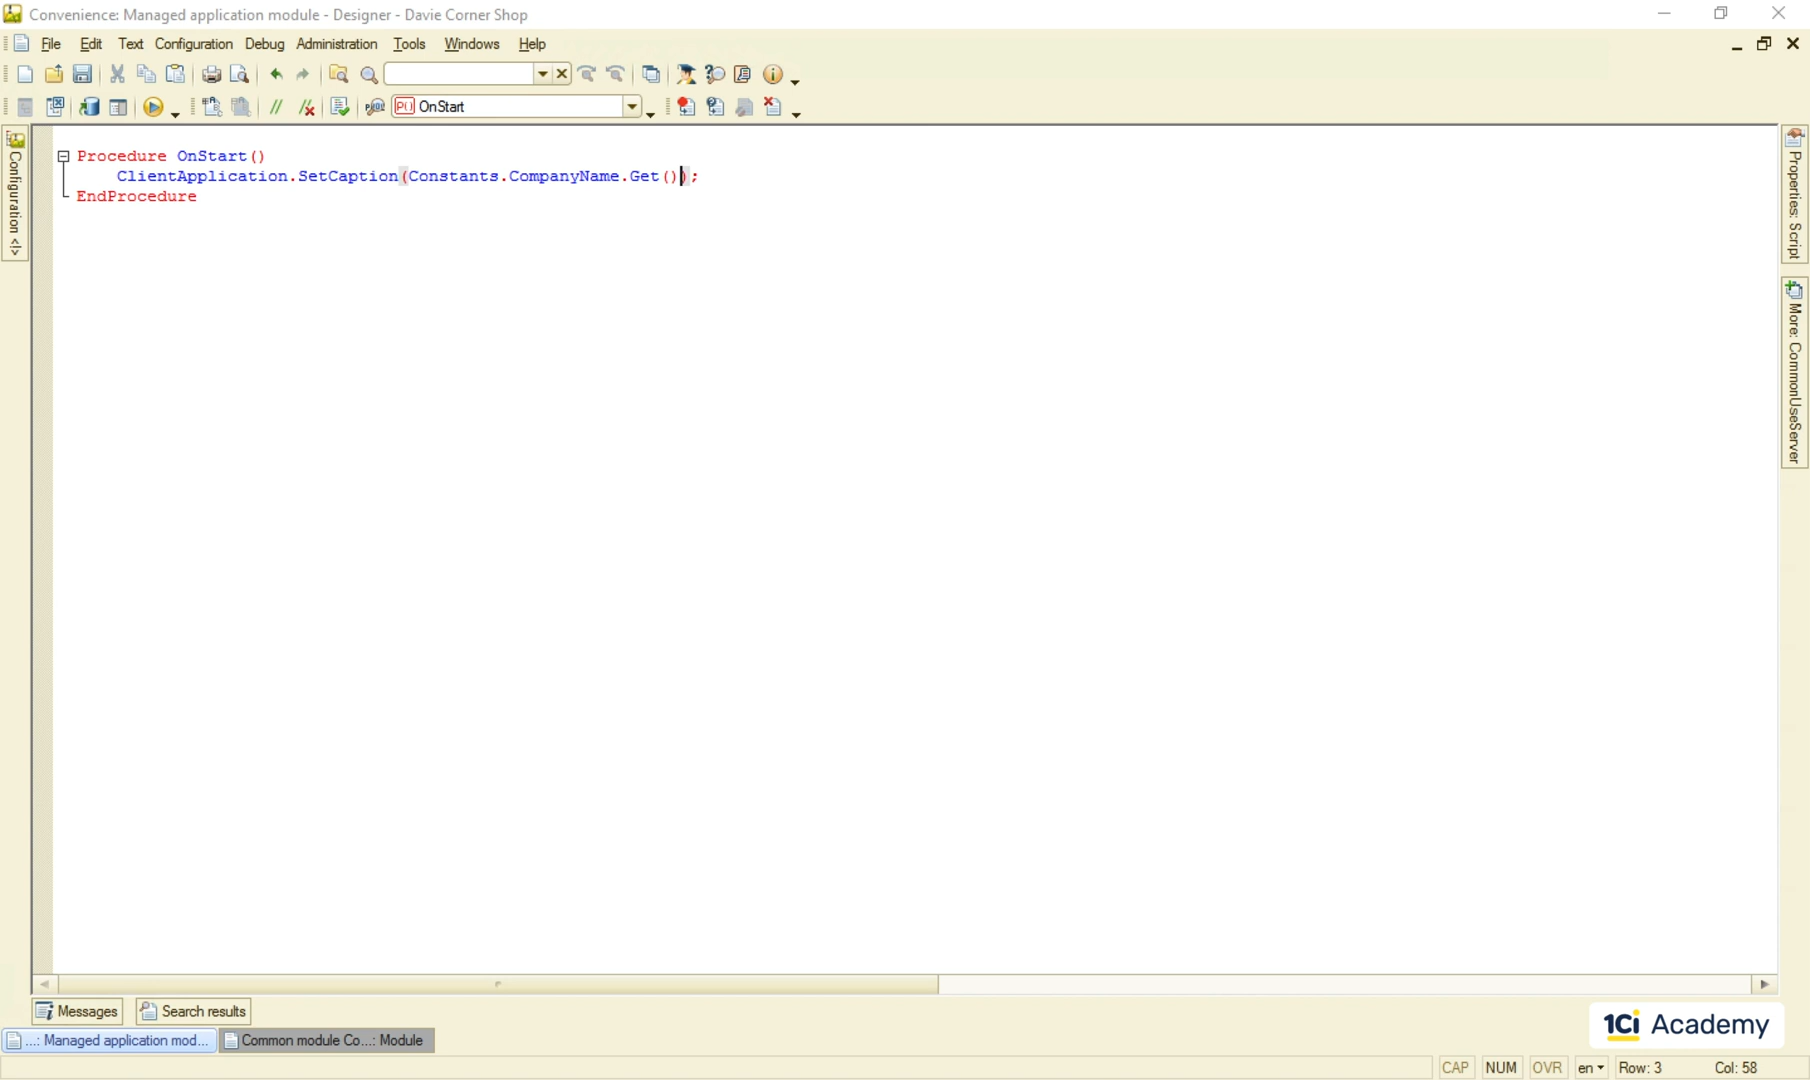 Convenience: Managed application module - Designer - Davie Corner Shop
File Edit Text Configuration Debug Administration Tools Windows Help
P() OnStart
Configuration <!>
Procedure OnStart()
ClientApplication.SetCaption(Constants.CompanyName.Get());
EndProcedure
Properties: Script
More: CommonUseServer
Messages Search results
...: Managed application mod... Common module Co...: Module
1Ci Academy
CAP NUM OVR en Row: 3 Col: 58